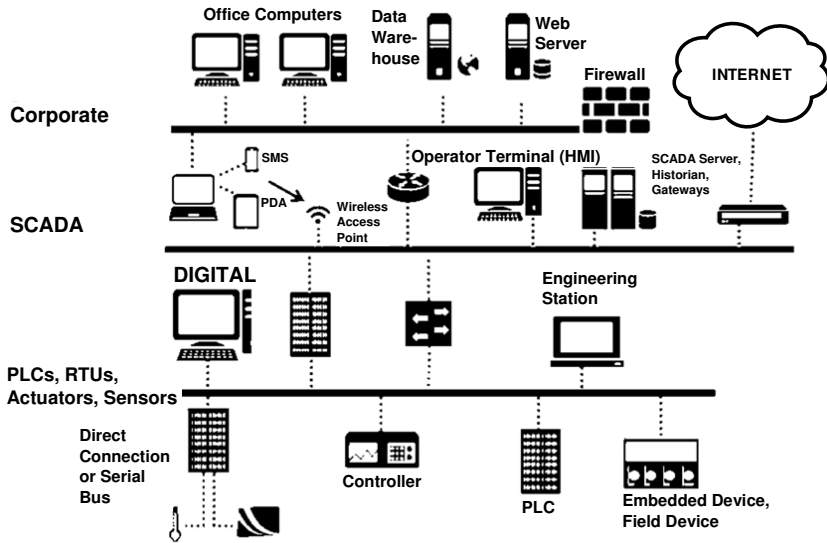 Office Computers
Data
Ware-
house
Web
Server
Firewall
INTERNET
Corporate
SMS
PDA
Wireless
Access
Point
Operator Terminal (HMI)
SCADA Server,
Historian,
Gateways
SCADA
DIGITAL
Engineering
Station
PLCs, RTUs,
Actuators, Sensors
Direct
Connection
or Serial
Bus
Controller
PLC
Embedded Device,
Field Device